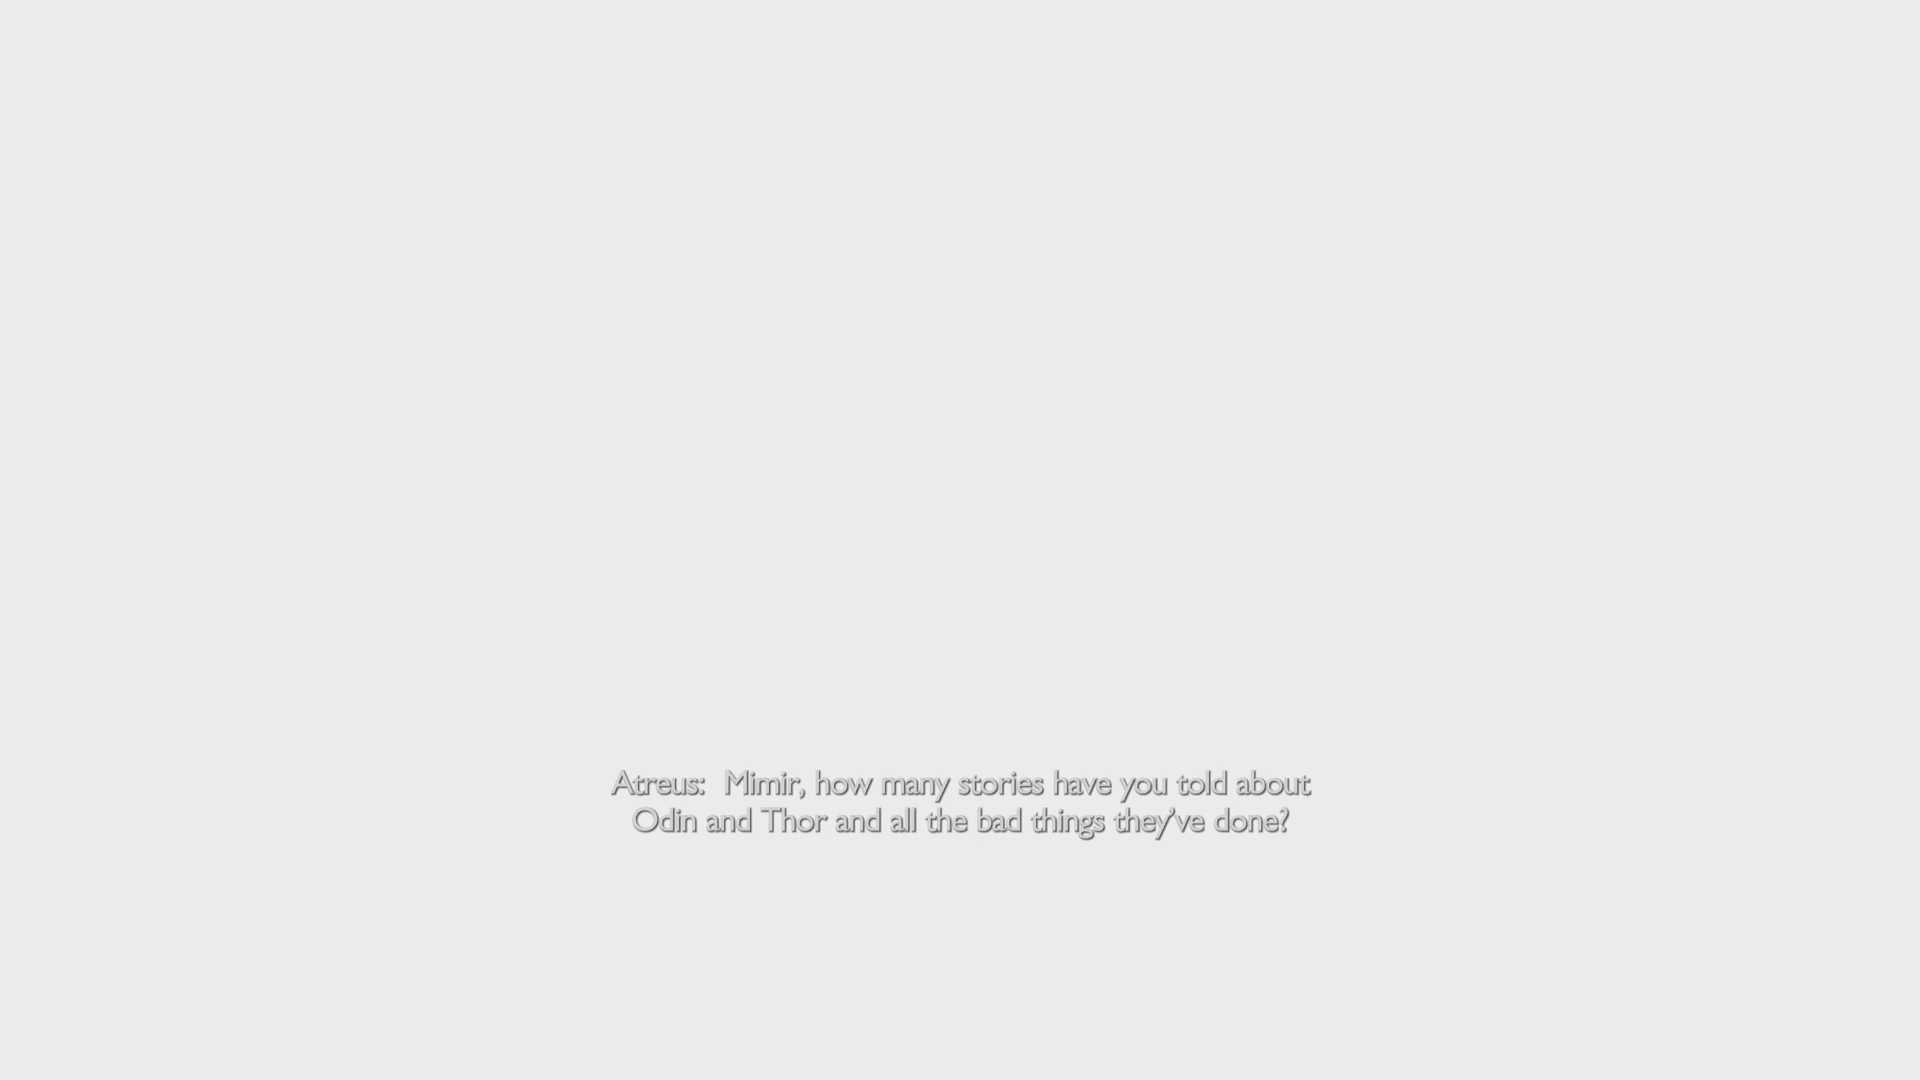 Atreus:  Mimir, how many stories have you told about
Odin and Thor and all the bad things they've done?